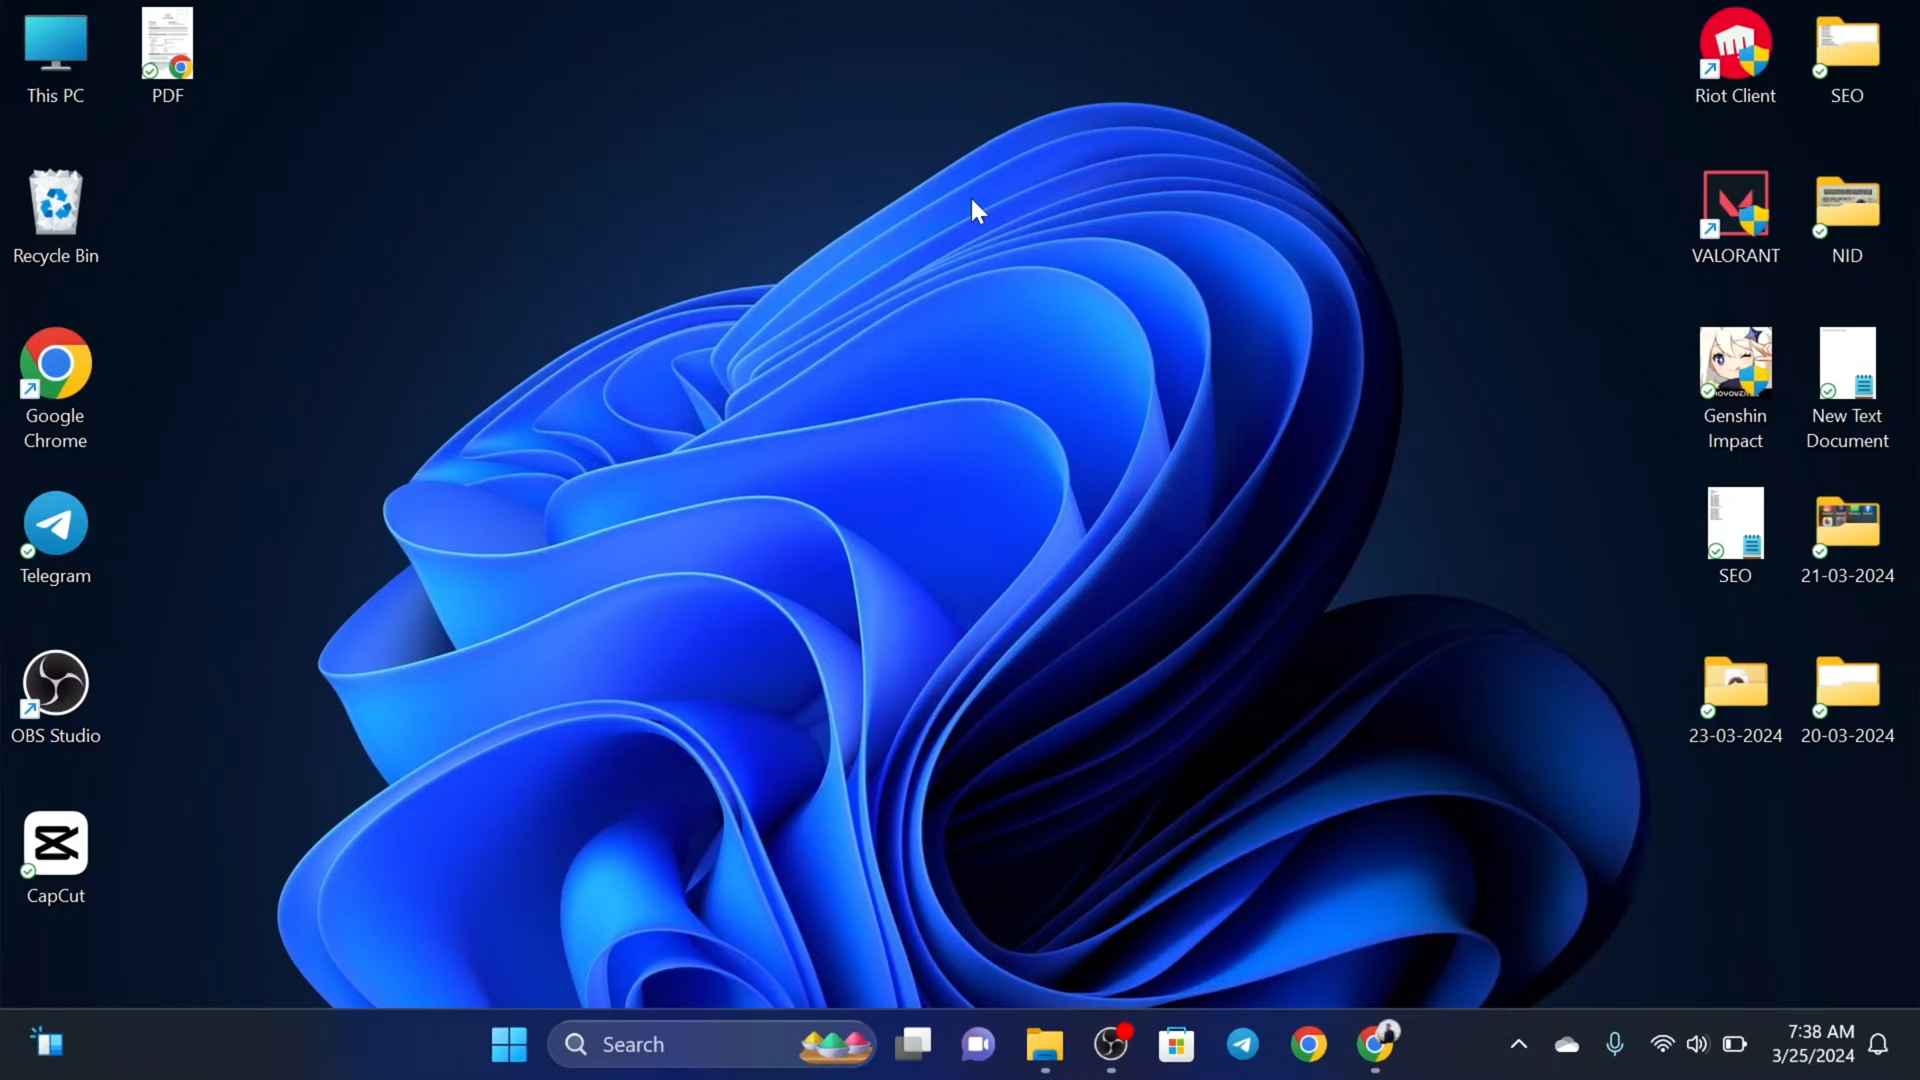 This PC
PDF
Recycle Bin
Google
Chrome
Telegram
OBS Studio
CapCut
Riot Client
SEO
VALORANT
NID
Genshin
Impact
New Text
Document
SEO
21-03-2024
23-03-2024
20-03-2024
Search
7:38 AM
3/25/2024